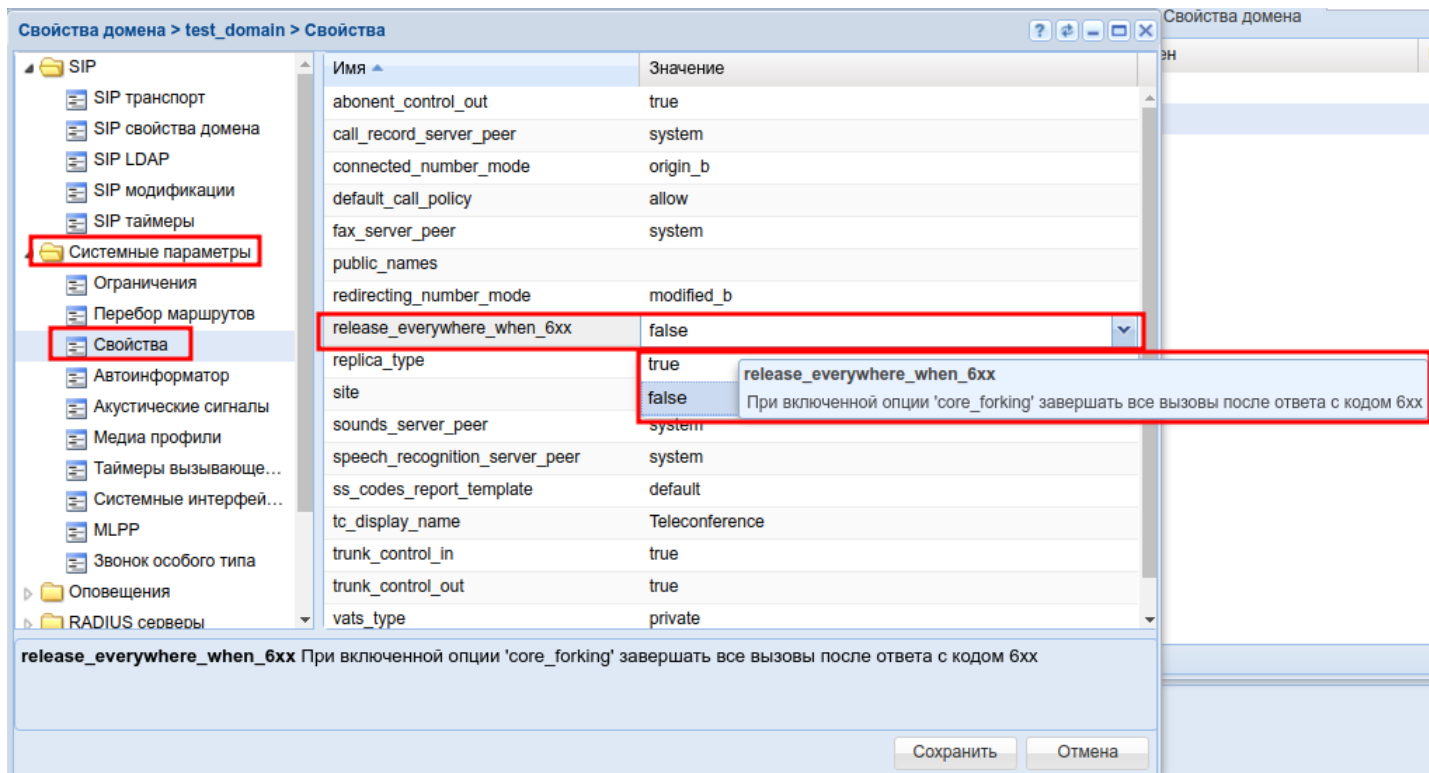 Свойства домена > test_domain > Свойства
Свойства домена
SIP
SIP транспорт
SIP свойства домена
SIP LDAP
SIP модификации
SIP таймеры
Системные параметры
Ограничения
Перебор маршрутов
Свойства
Автоинформатор
Акустические сигналы
Медиа профили
Таймеры вызывающе...
Системные интерфей...
MLPP
Звонок особого типа
Оповещения
RADIUS серверы
Имя Значение
abonent_control_out true
call_record_server_peer system
connected_number_mode origin_b
default_call_policy allow
fax_server_peer system
public_names
redirecting_number_mode modified_b
release_everywhere_when_6xx false
replica_type
site
sounds_server_peer system
speech_recognition_server_peer system
ss_codes_report_template default
tc_display_name Teleconference
trunk_control_in true
trunk_control_out true
vats_type private
true
false
release_everywhere_when_6xx
При включенной опции 'core_forking' завершать все вызовы после ответа с кодом 6xx
ен
release_everywhere_when_6xx При включенной опции 'core_forking' завершать все вызовы после ответа с кодом 6xx
Сохранить Отмена